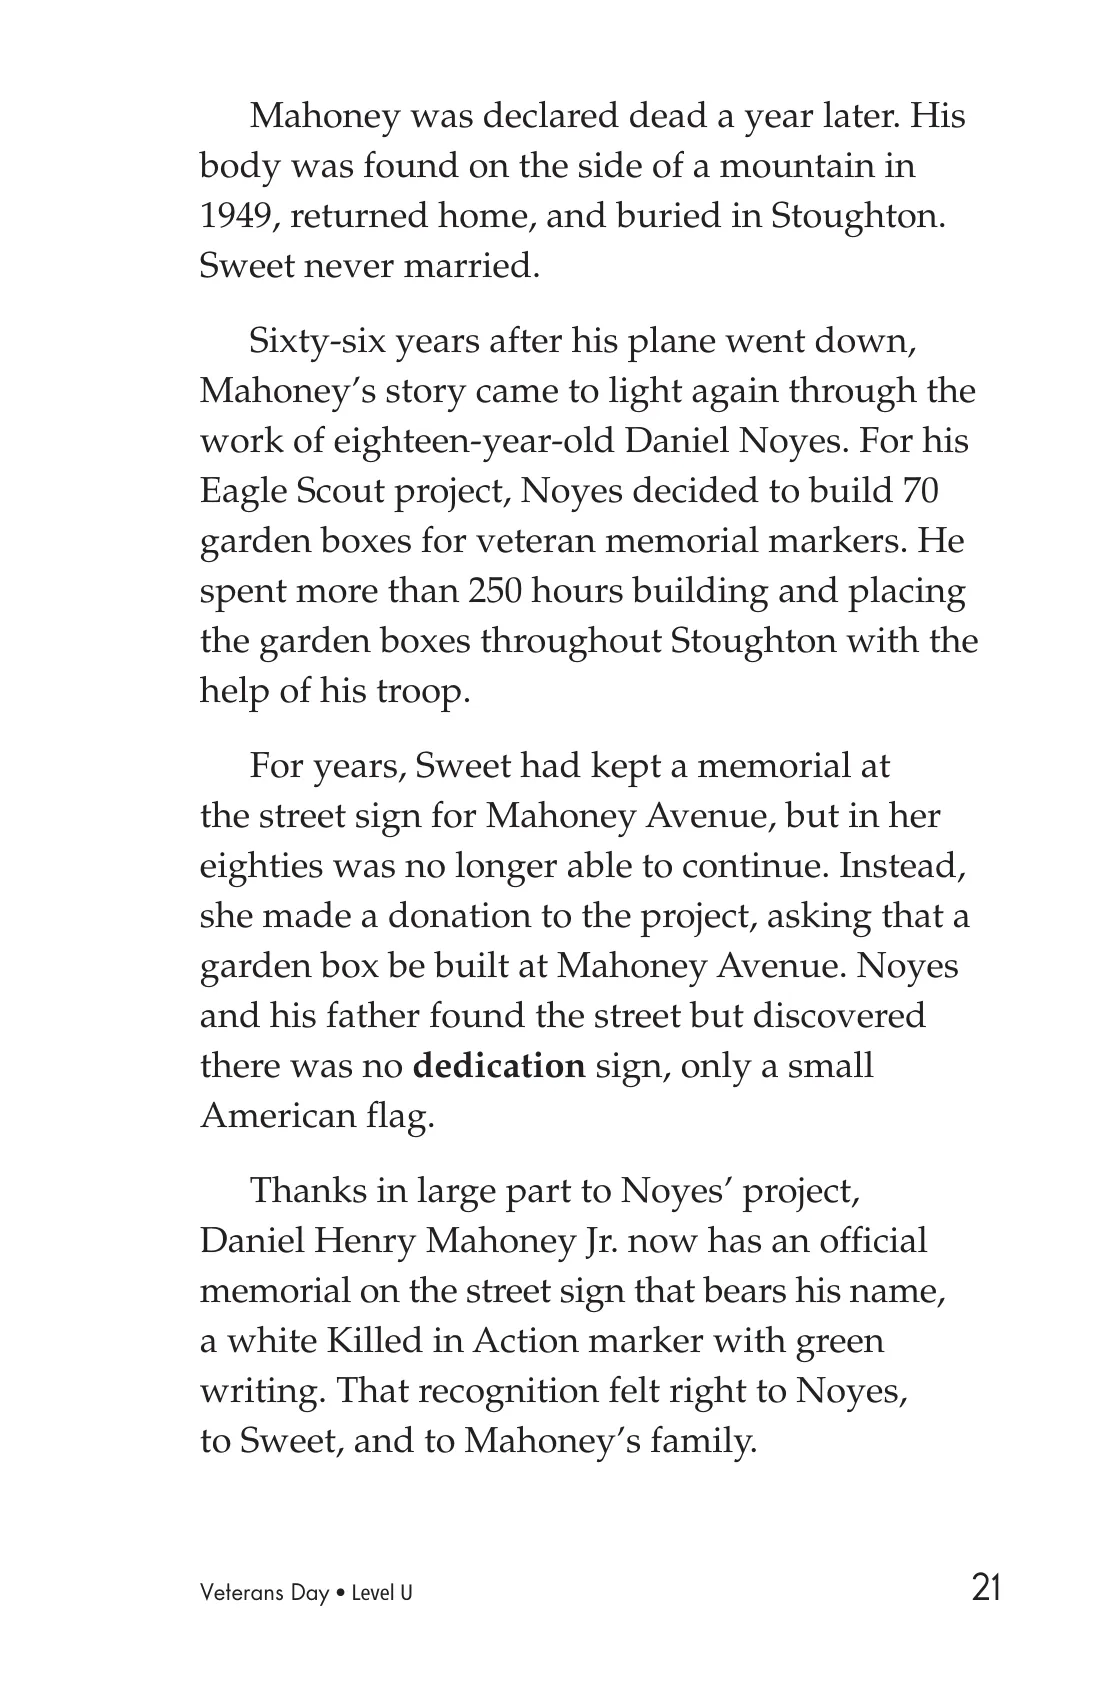 Mahoney was declared dead a year later. His
body was found on the side of a mountain in
1949, returned home, and buried in Stoughton.
Sweet never married.
Sixty-six years after his plane went down,
Mahoney’s story came to light again through the
work of eighteen-year-old Daniel Noyes. For his
Eagle Scout project, Noyes decided to build 70
garden boxes for veteran memorial markers. He
spent more than 250 hours building and placing
the garden boxes throughout Stoughton with the
help of his troop.
For years, Sweet had kept a memorial at
the street sign for Mahoney Avenue, but in her
eighties was no longer able to continue. Instead,
she made a donation to the project, asking that a
garden box be built at Mahoney Avenue. Noyes
and his father found the street but discovered
there was no dedication sign, only a small
American flag.
Thanks in large part to Noyes’ project,
Daniel Henry Mahoney Jr. now has an official
memorial on the street sign that bears his name,
a white Killed in Action marker with green
writing. That recognition felt right to Noyes,
to Sweet, and to Mahoney’s family.
Veterans Day • Level U 21